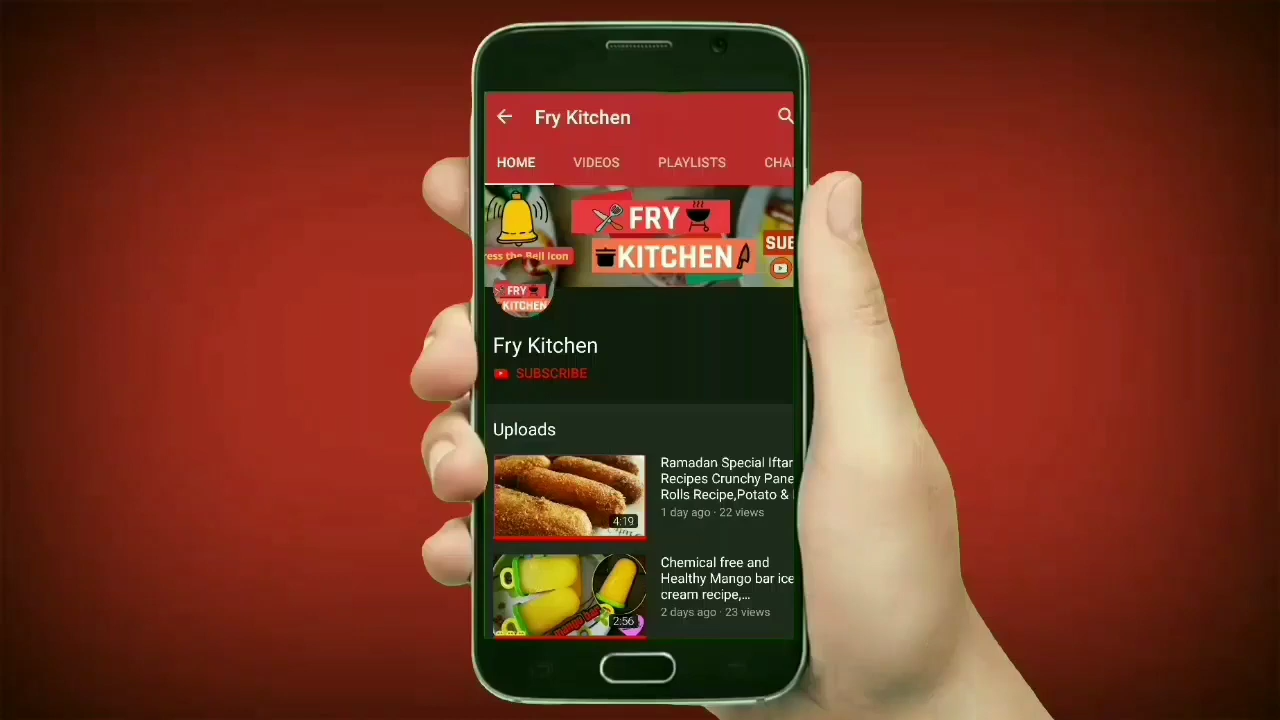 Fry Kitchen
HOME VIDEOS PLAYLISTS CHA
FRY
KITCHEN
SUB
ress the Bell Icon
FRY
KITCHEN
Fry Kitchen
SUBSCRIBE
Uploads
Ramadan Special Iftar
Recipes Crunchy Pane
Rolls Recipe,Potato &
1 day ago · 22 views
4:19
Chemical free and
Healthy Mango bar ice
cream recipe,...
2 days ago · 23 views
2:56